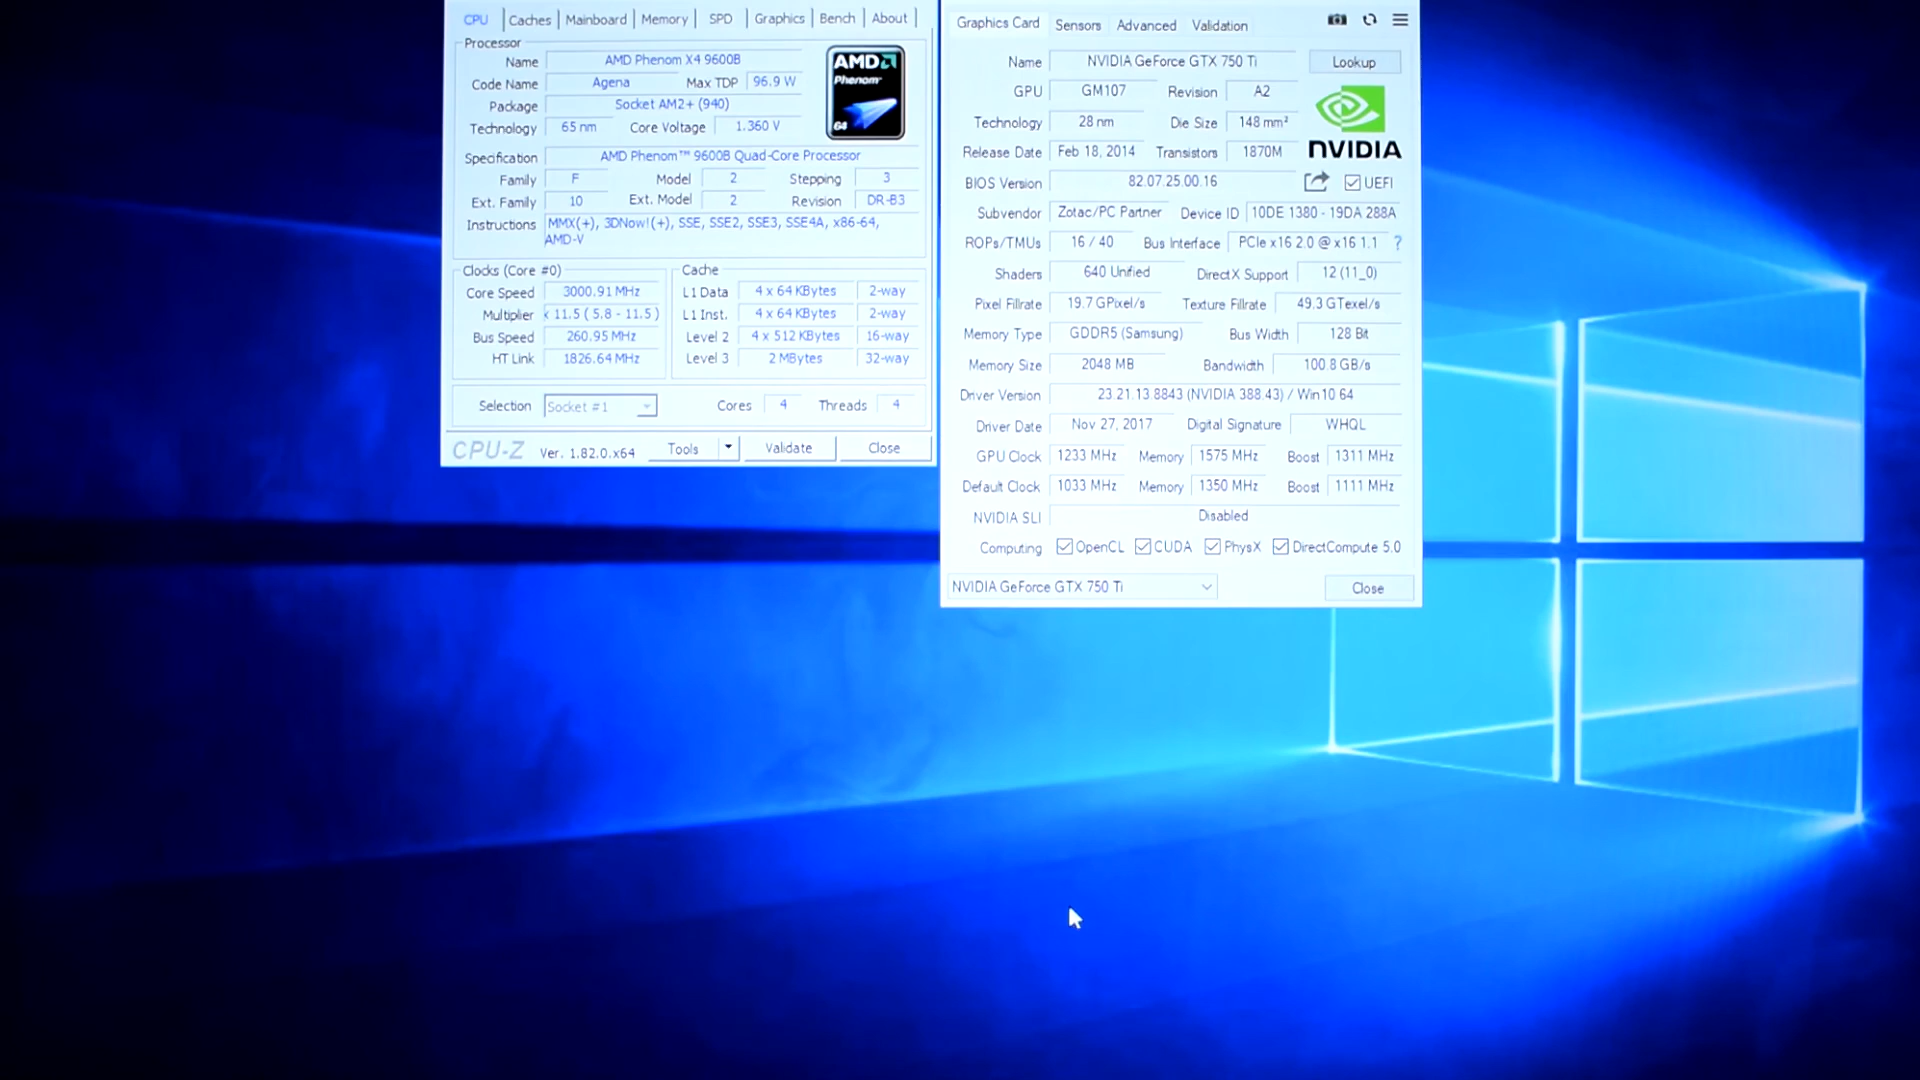 CPU Caches Mainboard Memory SPD Graphics Bench About
Processor
Name AMD Phenom X4 9600B
Code Name Agena Max TDP 96.9 W
Package Socket AM2+ (940)
Technology 65 nm Core Voltage 1.360 V
Specification AMD Phenom™ 9600B Quad-Core Processor
Family F Model 2 Stepping 3
Ext. Family 10 Ext. Model 2 Revision DR-B3
Instructions MMX(+), 3DNow!(+), SSE, SSE2, SSE3, SSE4A, x86-64,
AMD-V
AMD
Phenom
64
Clocks (Core #0)
Core Speed 3000.91 MHz
Multiplier x 11.5 ( 5.8 - 11.5 )
Bus Speed 260.95 MHz
HT Link 1826.64 MHz
Cache
L1 Data 4 x 64 KBytes 2-way
L1 Inst. 4 x 64 KBytes 2-way
Level 2 4 x 512 KBytes 16-way
Level 3 2 MBytes 32-way
Selection Socket #1 Cores 4 Threads 4
CPU-Z Ver. 1.82.0.x64 Tools Validate Close
Graphics Card Sensors Advanced Validation
Name NVIDIA GeForce GTX 750 Ti Lookup
GPU GM107 Revision A2
Technology 28 nm Die Size 148 mm²
Release Date Feb 18, 2014 Transistors 1870M
NVIDIA
BIOS Version 82.07.25.00.16 UEFI
Subvendor Zotac/PC Partner Device ID 10DE 1380 - 19DA 288A
ROPs/TMUs 16 / 40 Bus Interface PCIe x16 2.0 @ x16 1.1 ?
Shaders 640 Unified DirectX Support 12 (11_0)
Pixel Fillrate 19.7 GPixel/s Texture Fillrate 49.3 GTexel/s
Memory Type GDDR5 (Samsung) Bus Width 128 Bit
Memory Size 2048 MB Bandwidth 100.8 GB/s
Driver Version 23.21.13.8843 (NVIDIA 388.43) / Win10 64
Driver Date Nov 27, 2017 Digital Signature WHQL
GPU Clock 1233 MHz Memory 1575 MHz Boost 1311 MHz
Default Clock 1033 MHz Memory 1350 MHz Boost 1111 MHz
NVIDIA SLI Disabled
Computing OpenCL CUDA PhysX DirectCompute 5.0
NVIDIA GeForce GTX 750 Ti Close